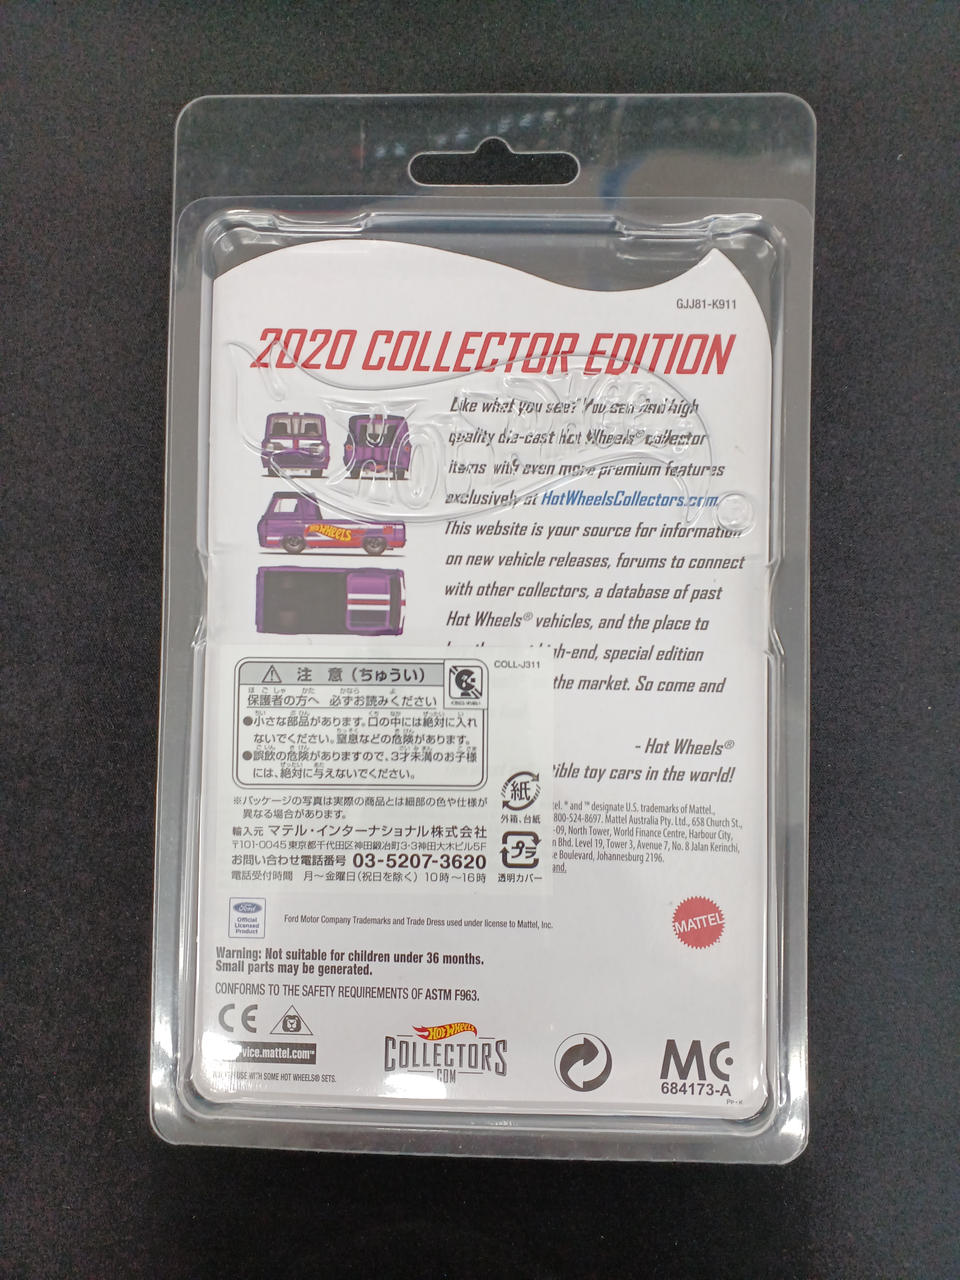 GJJ81-K911
2020 COLLECTOR EDITION
Like what you see? You can find high
quality die-cast Hot Wheels® collector
items with even more premium features
exclusively at HotWheelsCollectors.com.
This website is your source for information
on new vehicle releases, forums to connect
with other collectors, a database of past
Hot Wheels® vehicles, and the place to
high-end, special edition
the market. So come and
- Hot Wheels®
toy cars in the world!
HOT WHEELS
COLL-J311
注意(ちゅうい)
保護者の方へ 必ずお読みください
●小さな部品があります。口の中には絶対に入れ
ないでください。窒息などの危険があります。
●誤飲の危険がありますので、3才未満のお子様
には、絶対に与えないでください。
※パッケージの写真は実際の商品とは細部の色や仕様が
異なる場合があります。
輸入元 マテル・インターナショナル株式会社
〒101-0045 東京都千代田区神田鍛冶町3-3神田大木ビル5F
お問い合わせ電話番号 03-5207-3620
電話受付時間 月~金曜日(祝日を除く) 10時~16時
紙
外箱、台紙
プラ
透明カバー
® and ™ designate U.S. trademarks of Mattel.,
800-524-8697. Mattel Australia Pty. Ltd., 658 Church St.,
-09, North Tower, World Finance Centre, Harbour City,
Bhd. Level 19, Tower 3, Avenue 7, No. 8 Jalan Kerinchi,
Boulevard, Johannesburg 2196.
Ford
Official
Licensed
Product
Ford Motor Company Trademarks and Trade Dress used under license to Mattel, Inc.
MATTEL
Warning: Not suitable for children under 36 months.
Small parts may be generated.
CONFORMS TO THE SAFETY REQUIREMENTS OF ASTM F963.
CE
vice.mattel.com™
USE WITH SOME HOT WHEELS® SETS.
HOT WHEELS
COLLECTORS
.COM
MC
684173-A
PP-K